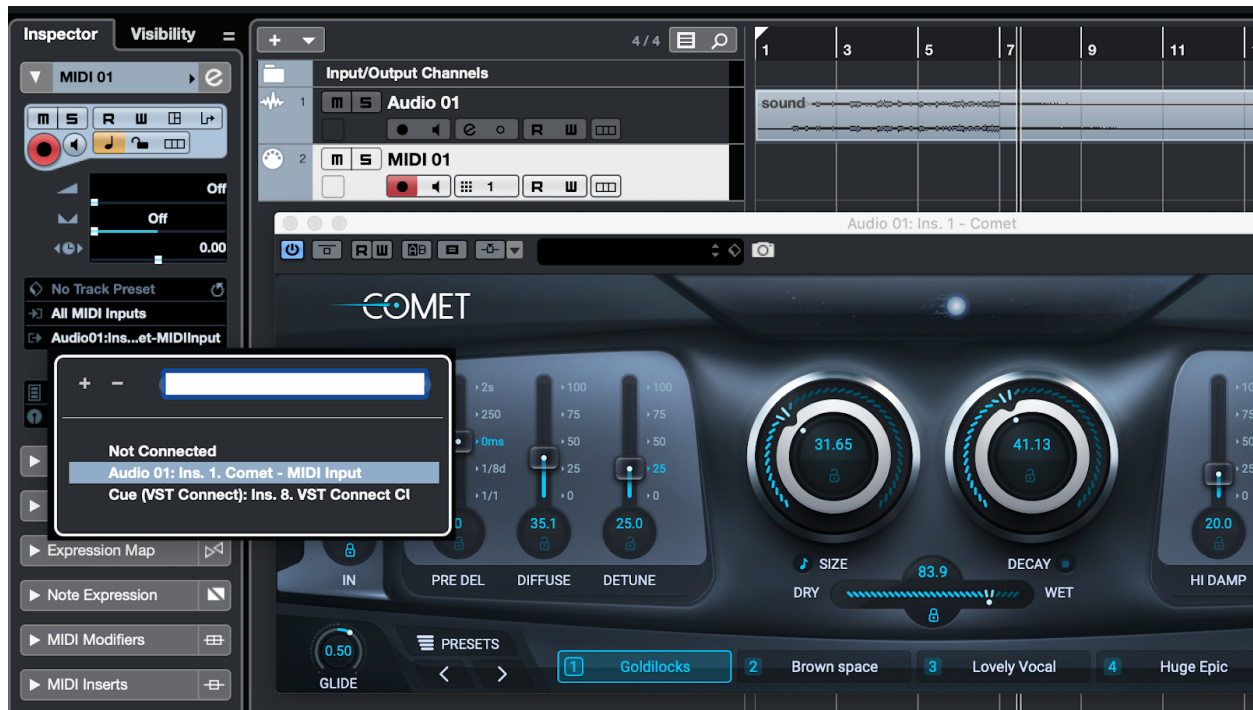 Inspector
Visibility
MIDI 01
Off
Off
0.00
No Track Preset
All MIDI Inputs
Audio01:Ins...et-MIDIInput
Not Connected
Audio 01: Ins. 1. Comet - MIDI Input
Cue (VST Connect): Ins. 8. VST Connect CU
Expression Map
Note Expression
MIDI Modifiers
MIDI Inserts
4/4
Input/Output Channels
1 m S Audio 01
R W
2 m S MIDI 01
1 R W
1 3 5 7 9 11
sound
Audio 01: Ins. 1 - Comet
R W AB
COMET
2s 100 100
250 75 75
0ms 50 50
1/8d 25 25
1/1 0 0
35.1 25.0
IN PRE DEL DIFFUSE DETUNE
31.65 41.13
SIZE DECAY
83.9
DRY WET
20.0
HI DAMP
0.50
GLIDE
PRESETS
1 Goldilocks 2 Brown space 3 Lovely Vocal 4 Huge Epic